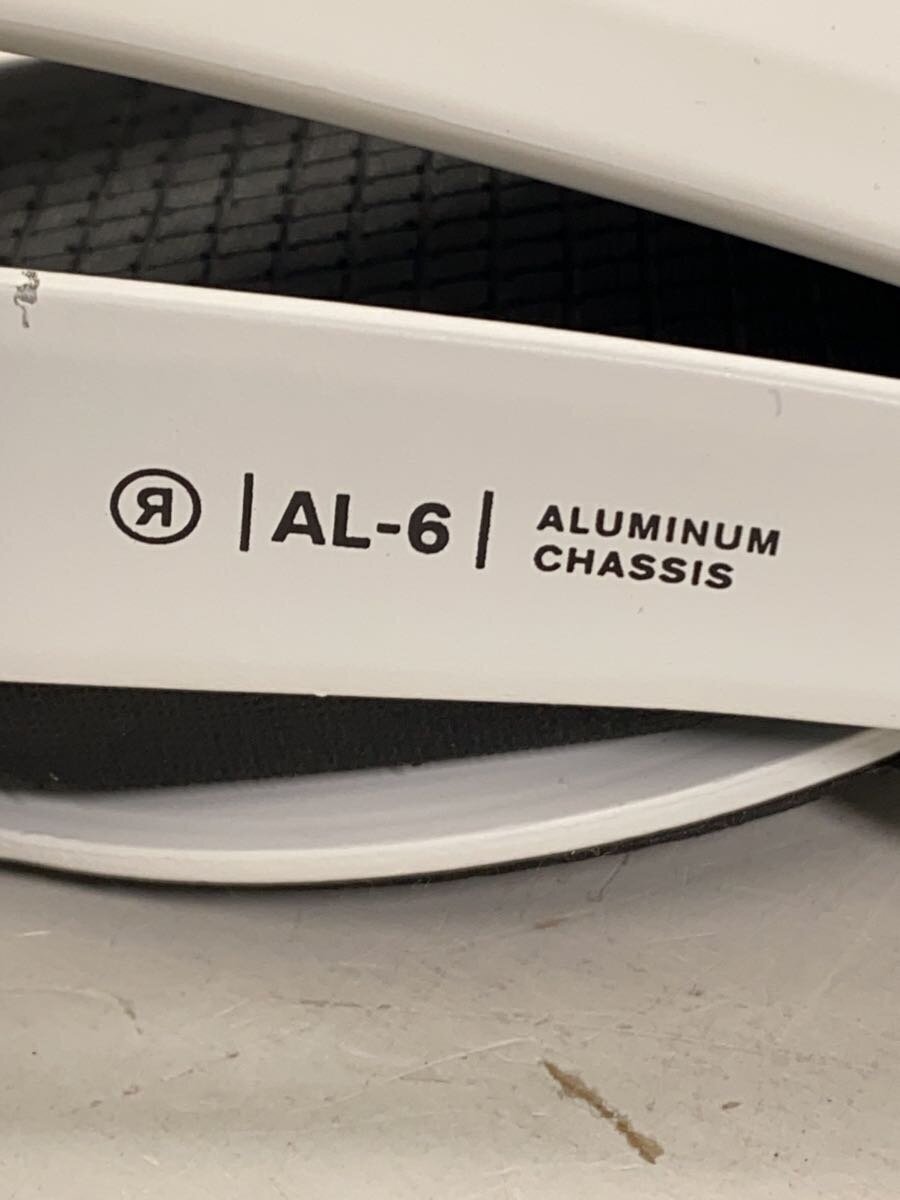 Я | AL-6 | ALUMINUM
CHASSIS